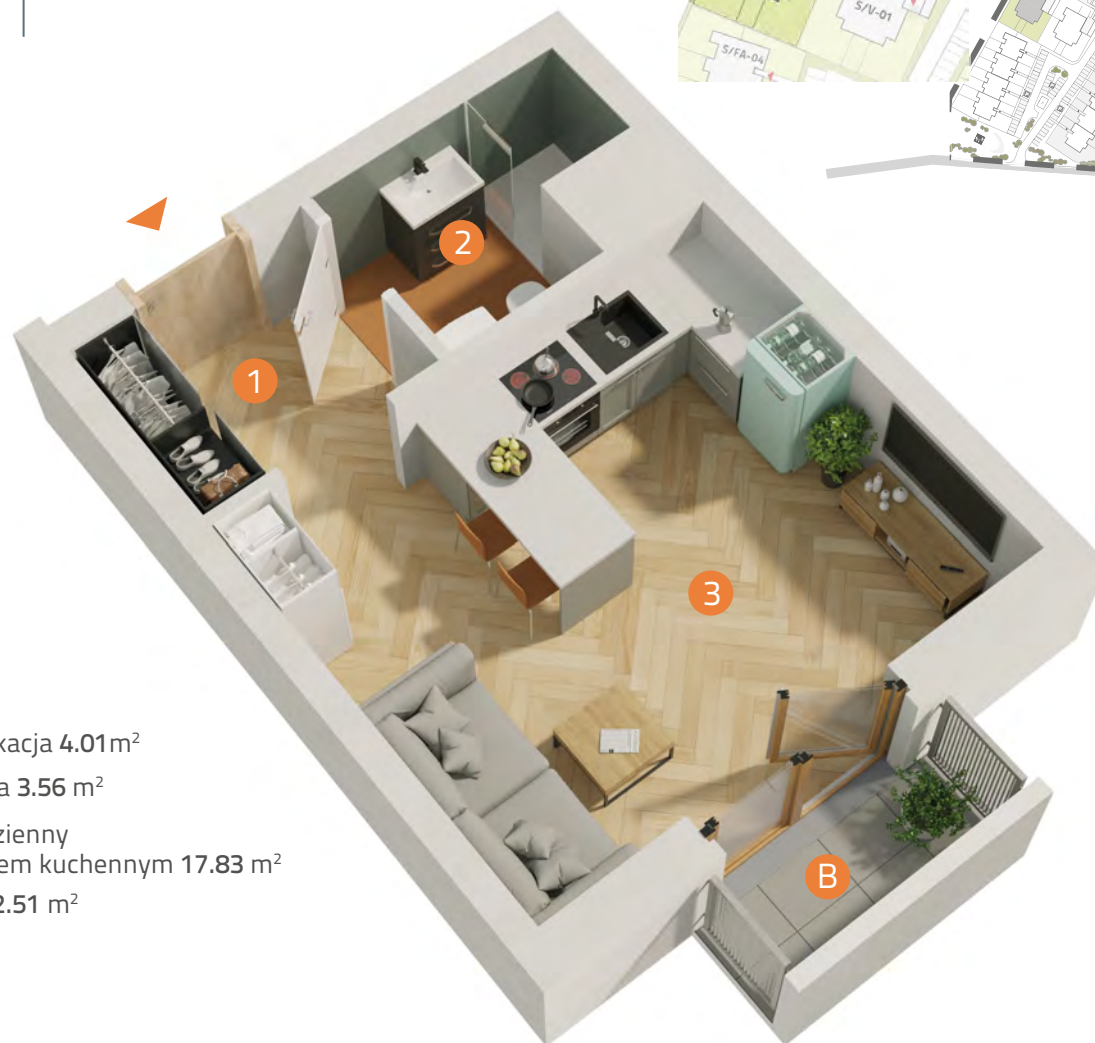 S/V-01
S/FA-04
2
1
3
kacja 4.01m²
a 3.56 m²
zienny
em kuchennym 17.83 m²
2.51 m²
B